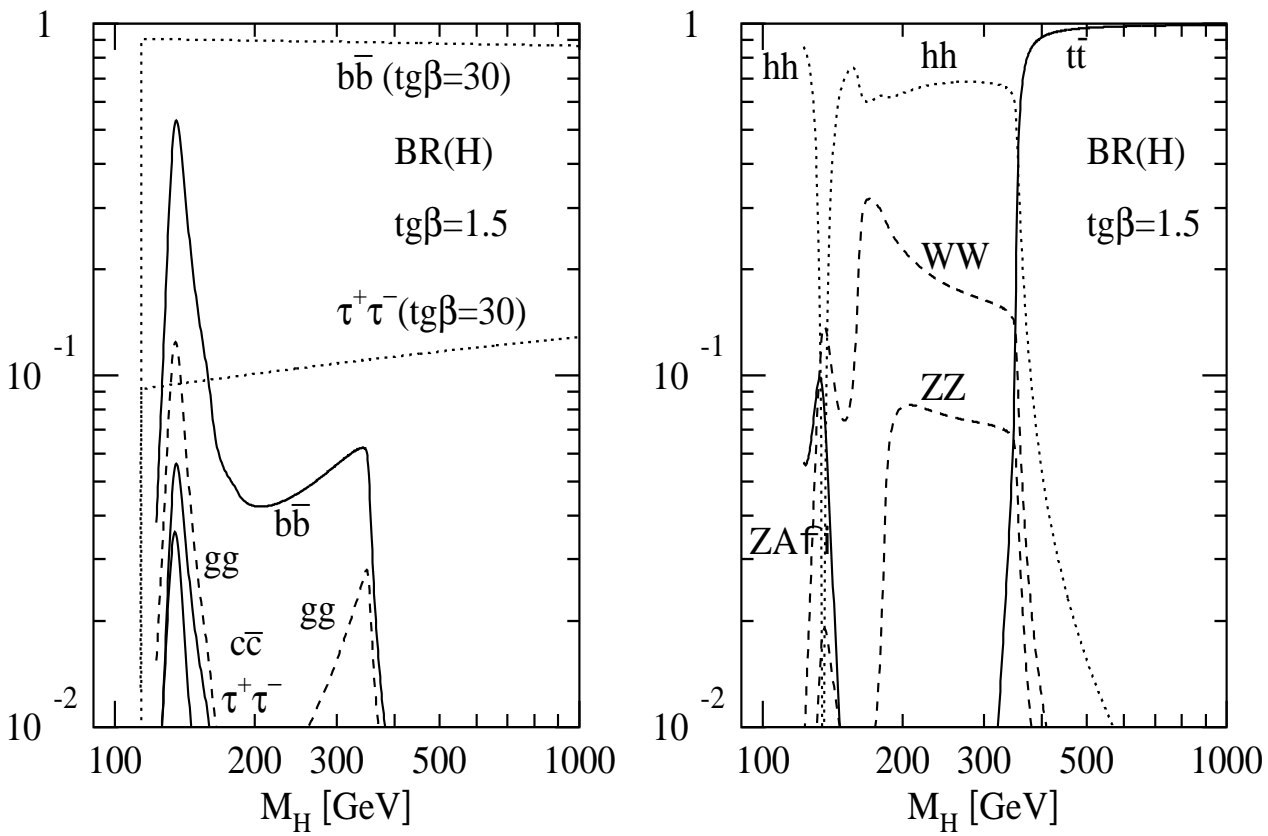 1
10 -1
10 -2
bb̅ (tgβ=30)
BR(H)
tgβ=1.5
τ+τ− (tgβ=30)
bb̅
gg
gg
cc̅
τ+τ−
100 200 300 500 1000
M_H [GeV]
1
10 -1
10 -2
hh
hh
tt̅
BR(H)
tgβ=1.5
WW
ZZ
ZA
100 200 300 500 1000
M_H [GeV]